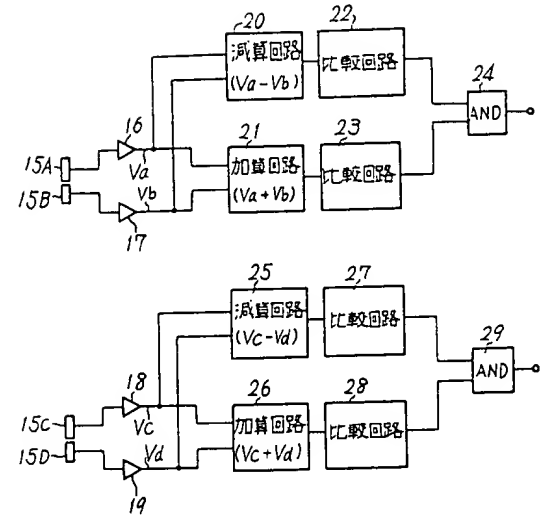 20
22
減算回路
(Va-Vb)
比較回路
24
AND
16
21
23
15A
Va
加算回路
(Va+Vb)
比較回路
15B
Vb
17
25
27
減算回路
(Vc-Vd)
比較回路
29
AND
18
26
28
15C
Vc
加算回路
(Vc+Vd)
比較回路
15D
Vd
19